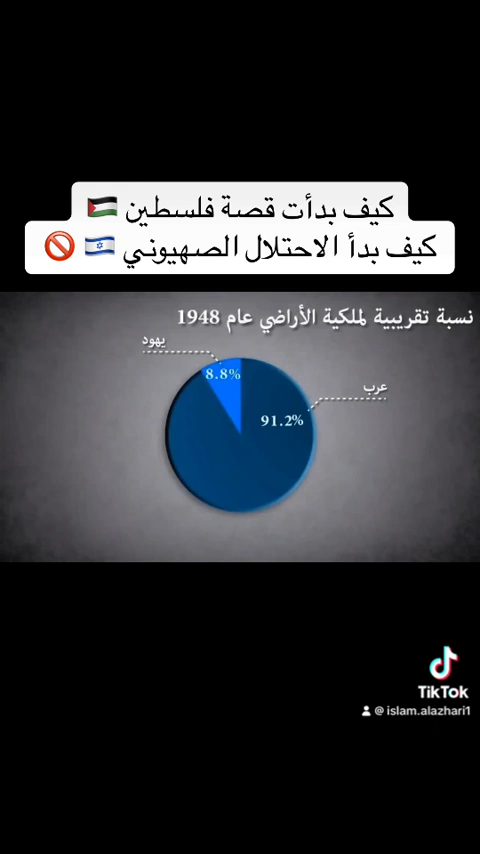 كيف بدأت قصة فلسطين 🇵🇸
كيف بدأ الاحتلال الصهيوني 🇮🇱 🚫
نسبة تقريبية لملكية الأراضي عام 1948
يهود
8.8%
عرب
91.2%
TikTok
@islam.alazhari1